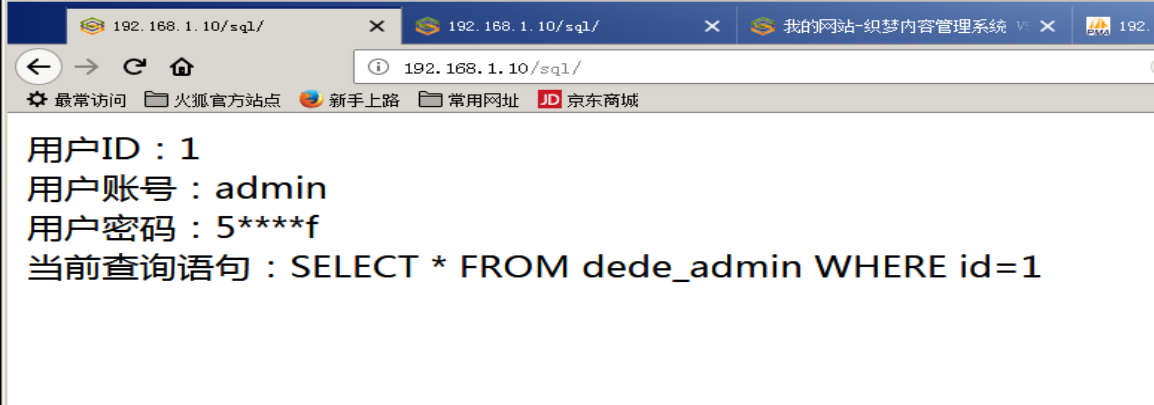 192.168.1.10/sql/
192.168.1.10/sql/
我的网站-织梦内容管理系统
192.
192.168.1.10/sql/
最常访问 火狐官方站点 新手上路 常用网址 JD 京东商城
用户ID：1
用户账号：admin
用户密码：5****f
当前查询语句：SELECT * FROM dede_admin WHERE id=1